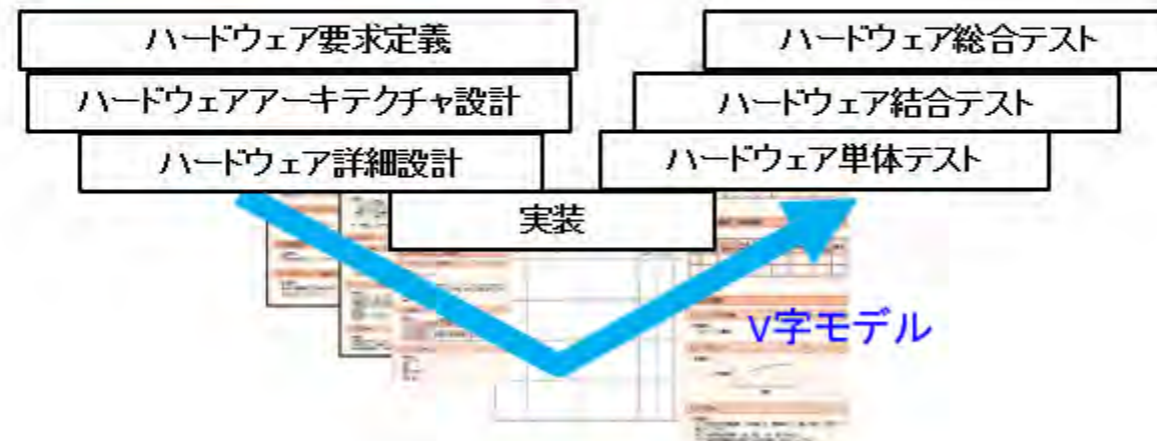 ハードウェア要求定義
ハードウェア総合テスト
ハードウェアアーキテクチャ設計
ハードウェア結合テスト
ハードウェア詳細設計
ハードウェア単体テスト
実装
V字モデル